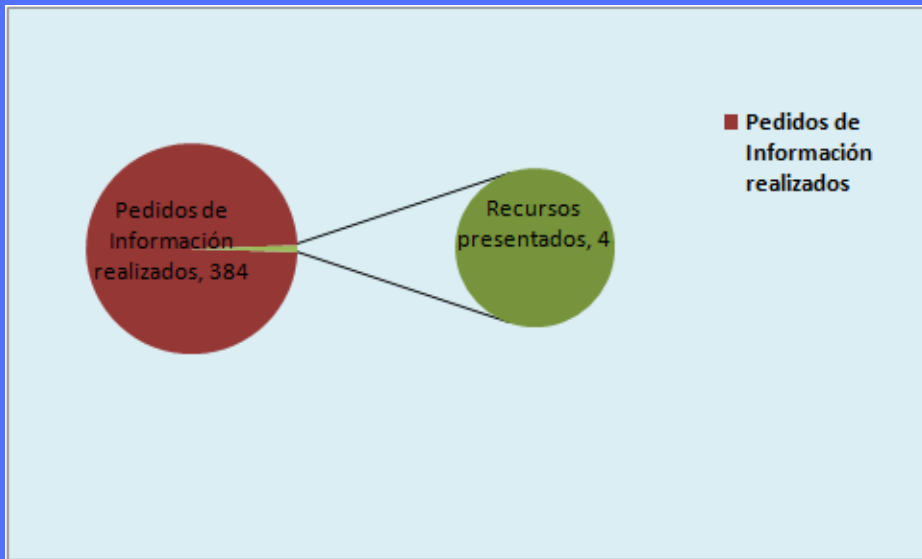 Pedidos de
Información
realizados, 384
Recursos
presentados, 4
Pedidos de
Información
realizados